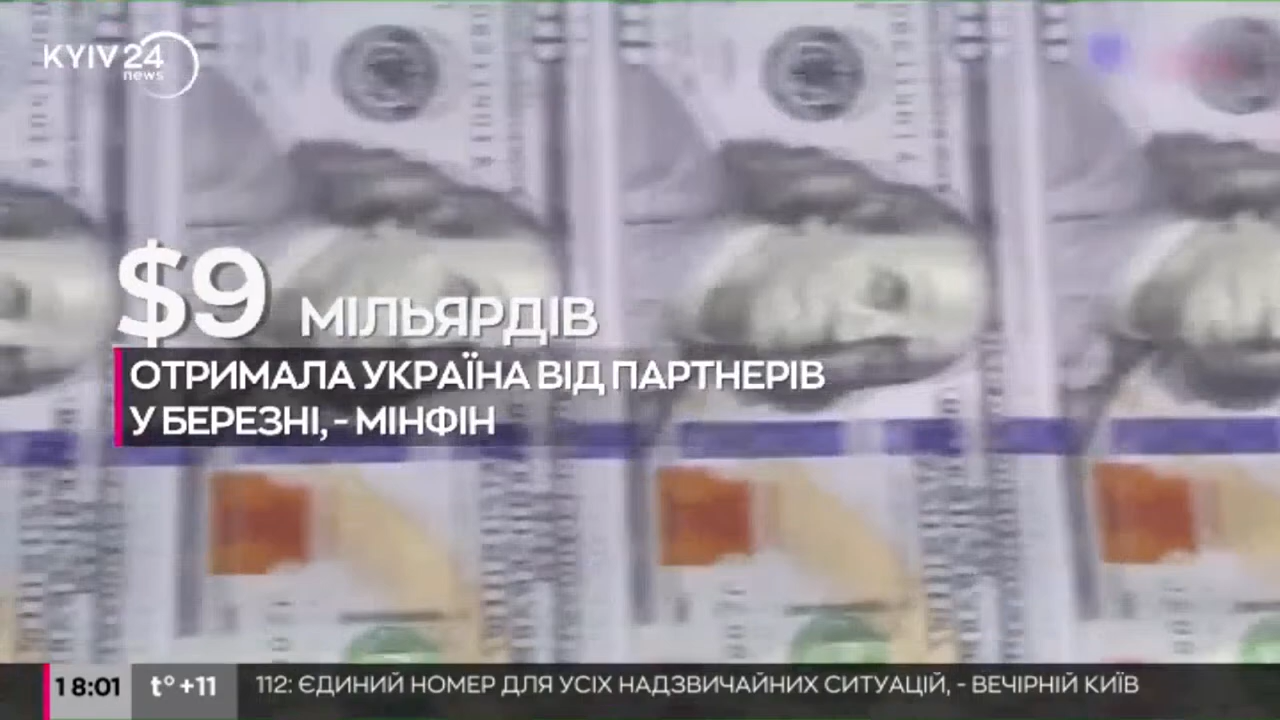 KYIV 24
news
$9 МІЛЬЯРДІВ
ОТРИМАЛА УКРАЇНА ВІД ПАРТНЕРІВ
У БЕРЕЗНІ, - МІНФІН
18:01 t° +11 112: ЄДИНИЙ НОМЕР ДЛЯ УСІХ НАДЗВИЧАЙНИХ СИТУАЦІЙ, - ВЕЧІРНІЙ КИЇВ